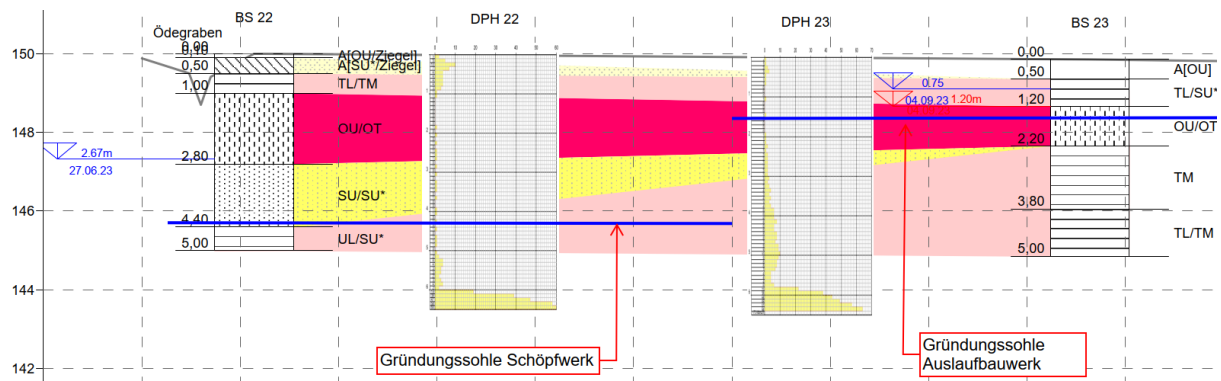 BS 22
DPH 22
DPH 23
BS 23
Ödegraben
150
148
146
144
142
0,00
0,10
0,50
1,00
2,80
4,40
5,00
A[OU/Ziegel]
A[SU*/Ziegel]
TL/TM
OU/OT
SU/SU*
UL/SU*
2.67m
27.06.23
0.75
04.09.23
1.20m
0,00
0,50
1,20
2,20
3,80
5,00
A[OU]
TL/SU*
OU/OT
TM
TL/TM
Gründungssohle Schöpfwerk
Gründungssohle
Auslaufbauwerk